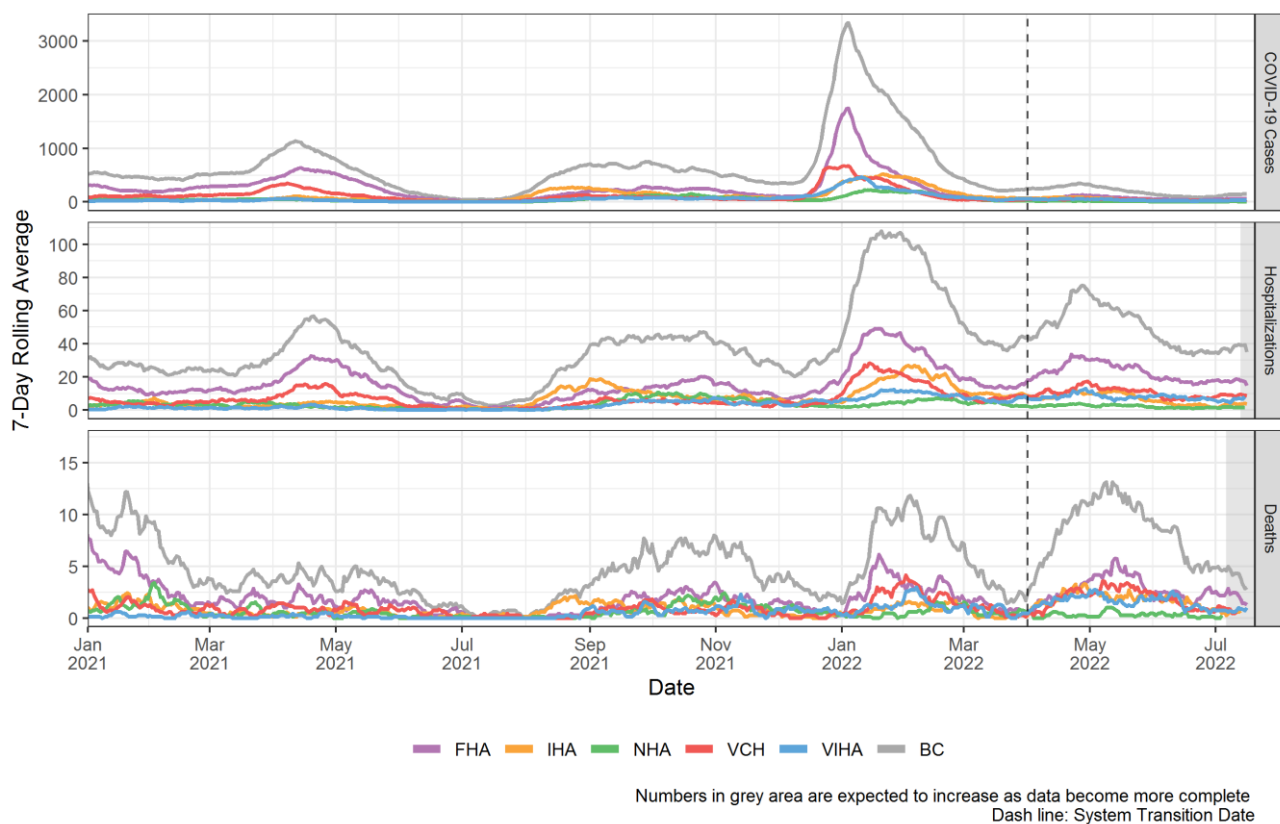 7-Day Rolling Average
3000
2000
1000
0
COVID-19 Cases
100
80
60
40
20
0
Hospitalizations
15
10
5
0
Deaths
Jan Mar May Jul Sep Nov Jan Mar May Jul
2021 2021 2021 2021 2021 2021 2022 2022 2022 2022
Date
FHA IHA NHA VCH VIHA BC
Numbers in grey area are expected to increase as data become more complete
Dash line: System Transition Date